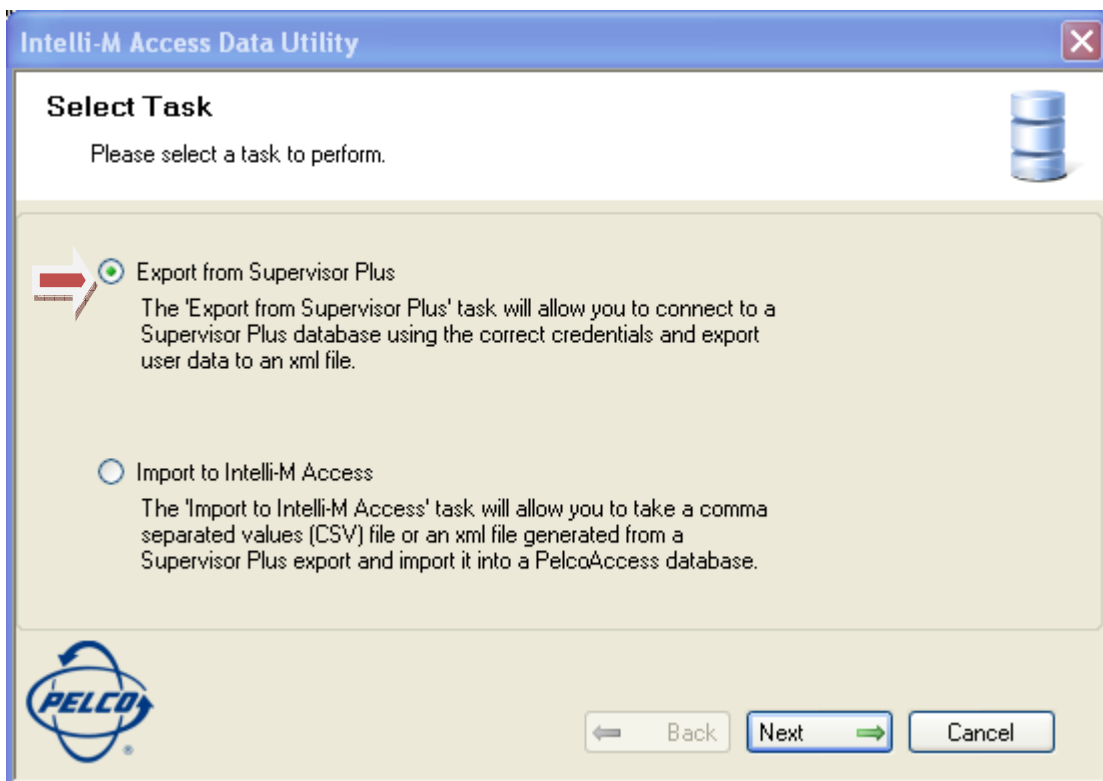 Intelli-M Access Data Utility
Select Task
Please select a task to perform.
Export from Supervisor Plus
The 'Export from Supervisor Plus' task will allow you to connect to a
Supervisor Plus database using the correct credentials and export
user data to an xml file.
Import to Intelli-M Access
The 'Import to Intelli-M Access' task will allow you to take a comma
separated values (CSV) file or an xml file generated from a
Supervisor Plus export and import it into a PelcoAccess database.
PELCO
®
Back
Next
Cancel